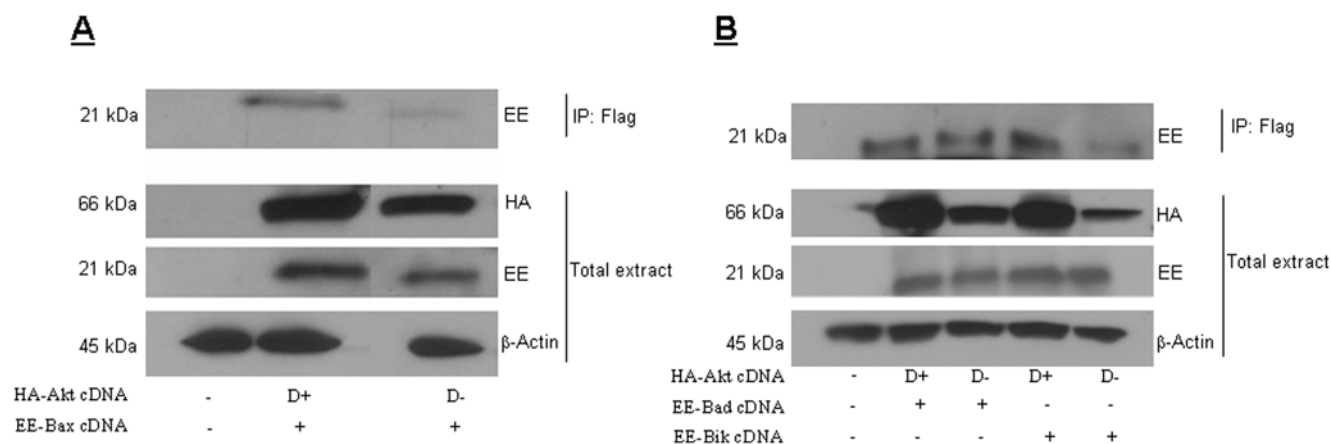 A
21 kDa EE IP: Flag
66 kDa HA
21 kDa EE Total extract
45 kDa β-Actin
HA-Akt cDNA - D+ D-
EE-Bax cDNA - + +
B
21 kDa EE IP: Flag
66 kDa HA
21 kDa EE Total extract
45 kDa β-Actin
HA-Akt cDNA - D+ D- D+ D-
EE-Bad cDNA - + + - -
EE-Bik cDNA - - - + +